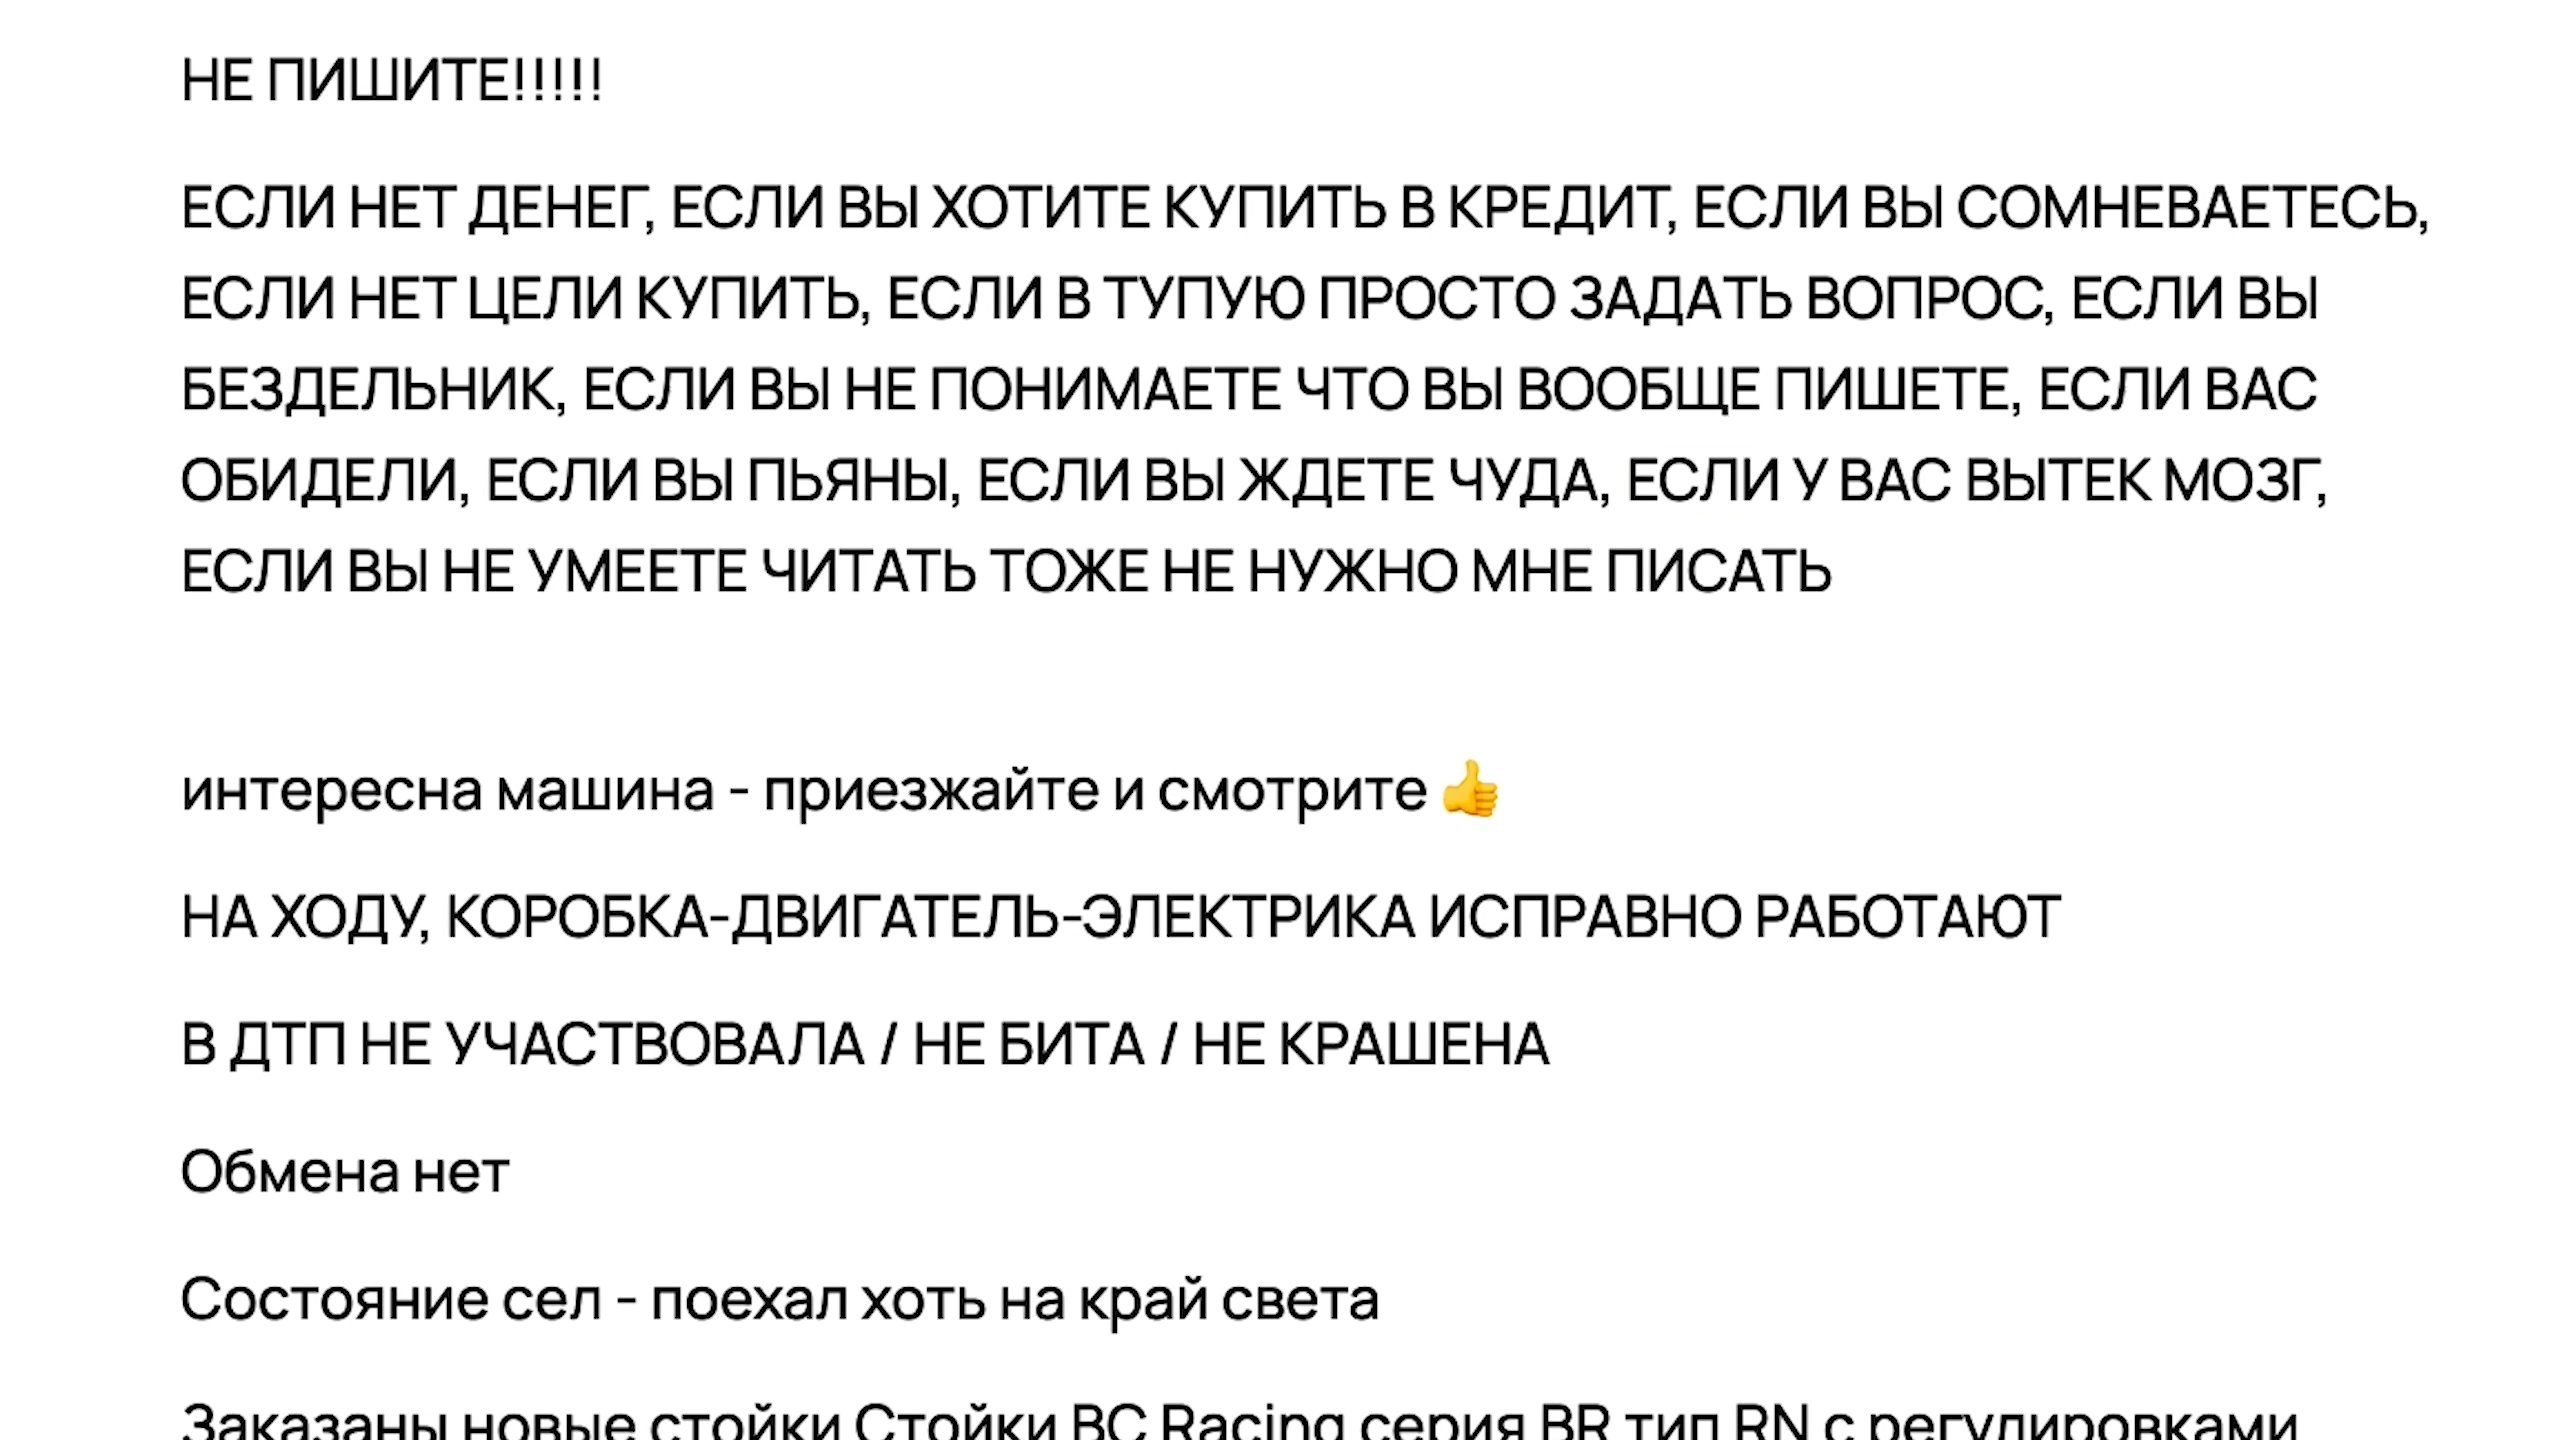 НЕ ПИШИТЕ!!!!!
ЕСЛИ НЕТ ДЕНЕГ, ЕСЛИ ВЫ ХОТИТЕ КУПИТЬ В КРЕДИТ, ЕСЛИ ВЫ СОМНЕВАЕТЕСЬ,
ЕСЛИ НЕТ ЦЕЛИ КУПИТЬ, ЕСЛИ В ТУПУЮ ПРОСТО ЗАДАТЬ ВОПРОС, ЕСЛИ ВЫ
БЕЗДЕЛЬНИК, ЕСЛИ ВЫ НЕ ПОНИМАЕТЕ ЧТО ВЫ ВООБЩЕ ПИШЕТЕ, ЕСЛИ ВАС
ОБИДЕЛИ, ЕСЛИ ВЫ ПЬЯНЫ, ЕСЛИ ВЫ ЖДЕТЕ ЧУДА, ЕСЛИ У ВАС ВЫТЕК МОЗГ,
ЕСЛИ ВЫ НЕ УМЕЕТЕ ЧИТАТЬ ТОЖЕ НЕ НУЖНО МНЕ ПИСАТЬ
интересна машина - приезжайте и смотрите 👍
НА ХОДУ, КОРОБКА-ДВИГАТЕЛЬ-ЭЛЕКТРИКА ИСПРАВНО РАБОТАЮТ
В ДТП НЕ УЧАСТВОВАЛА / НЕ БИТА / НЕ КРАШЕНА
Обмена нет
Состояние сел - поехал хоть на край света
Заказаны новые стойки Стойки BC Racing серия BR тип RN с регулировками